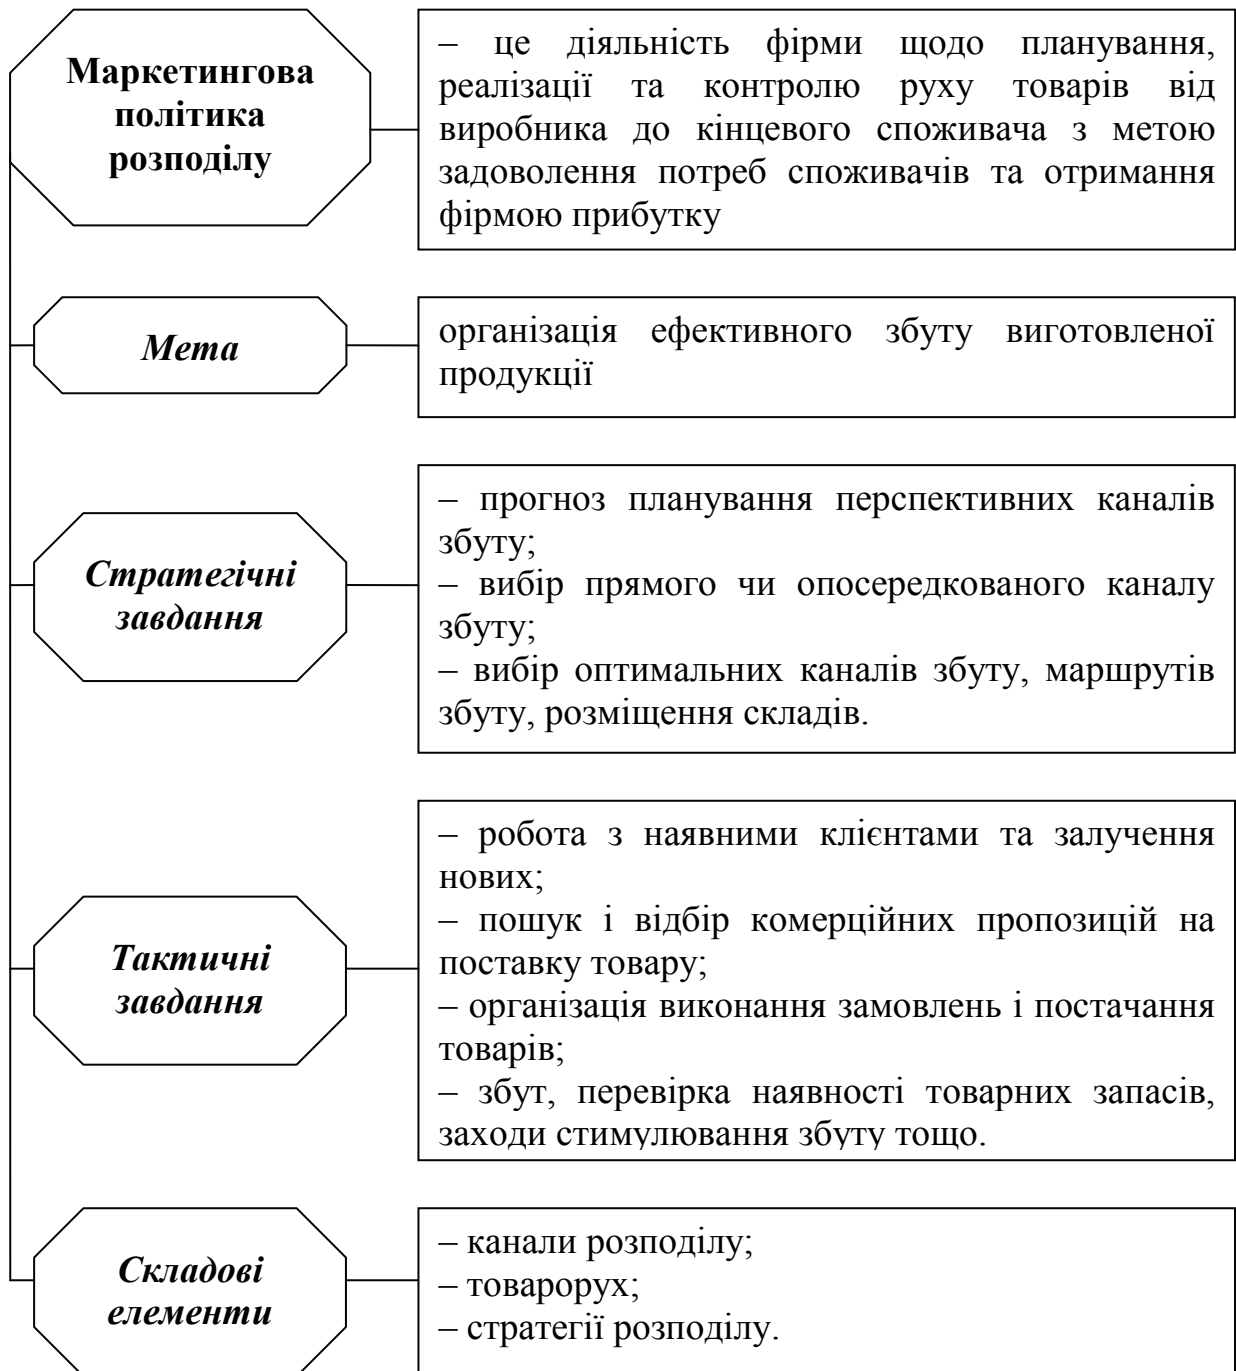 Маркетингова
політика
розподілу
– це діяльність фірми щодо планування,
реалізації та контролю руху товарів від
виробника до кінцевого споживача з метою
задоволення потреб споживачів та отримання
фірмою прибутку
Мета
організація ефективного збуту виготовленої
продукції
Стратегічні
завдання
– прогноз планування перспективних каналів
збуту;
– вибір прямого чи опосередкованого каналу
збуту;
– вибір оптимальних каналів збуту, маршрутів
збуту, розміщення складів.
Тактичні
завдання
– робота з наявними клієнтами та залучення
нових;
– пошук і відбір комерційних пропозицій на
поставку товару;
– організація виконання замовлень і постачання
товарів;
– збут, перевірка наявності товарних запасів,
заходи стимулювання збуту тощо.
Складові
елементи
– канали розподілу;
– товарорух;
– стратегії розподілу.